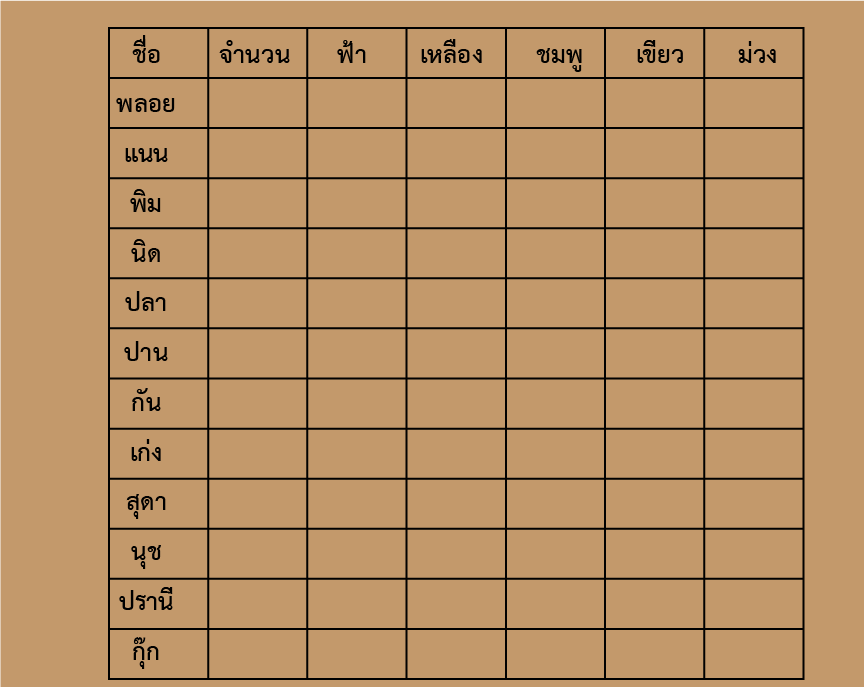 ชื่อ จำนวน ฟ้า เหลือง ชมพู เขียว ม่วง
พลอย
แนน
พิม
นิด
ปลา
ปาน
กัน
เก่ง
สุดา
นุช
ปรานี
กุ๊ก